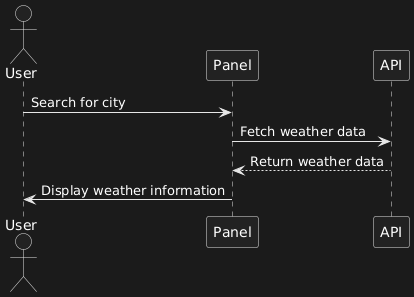 User
Panel
API
Search for city
Fetch weather data
Return weather data
Display weather information
User
Panel
API